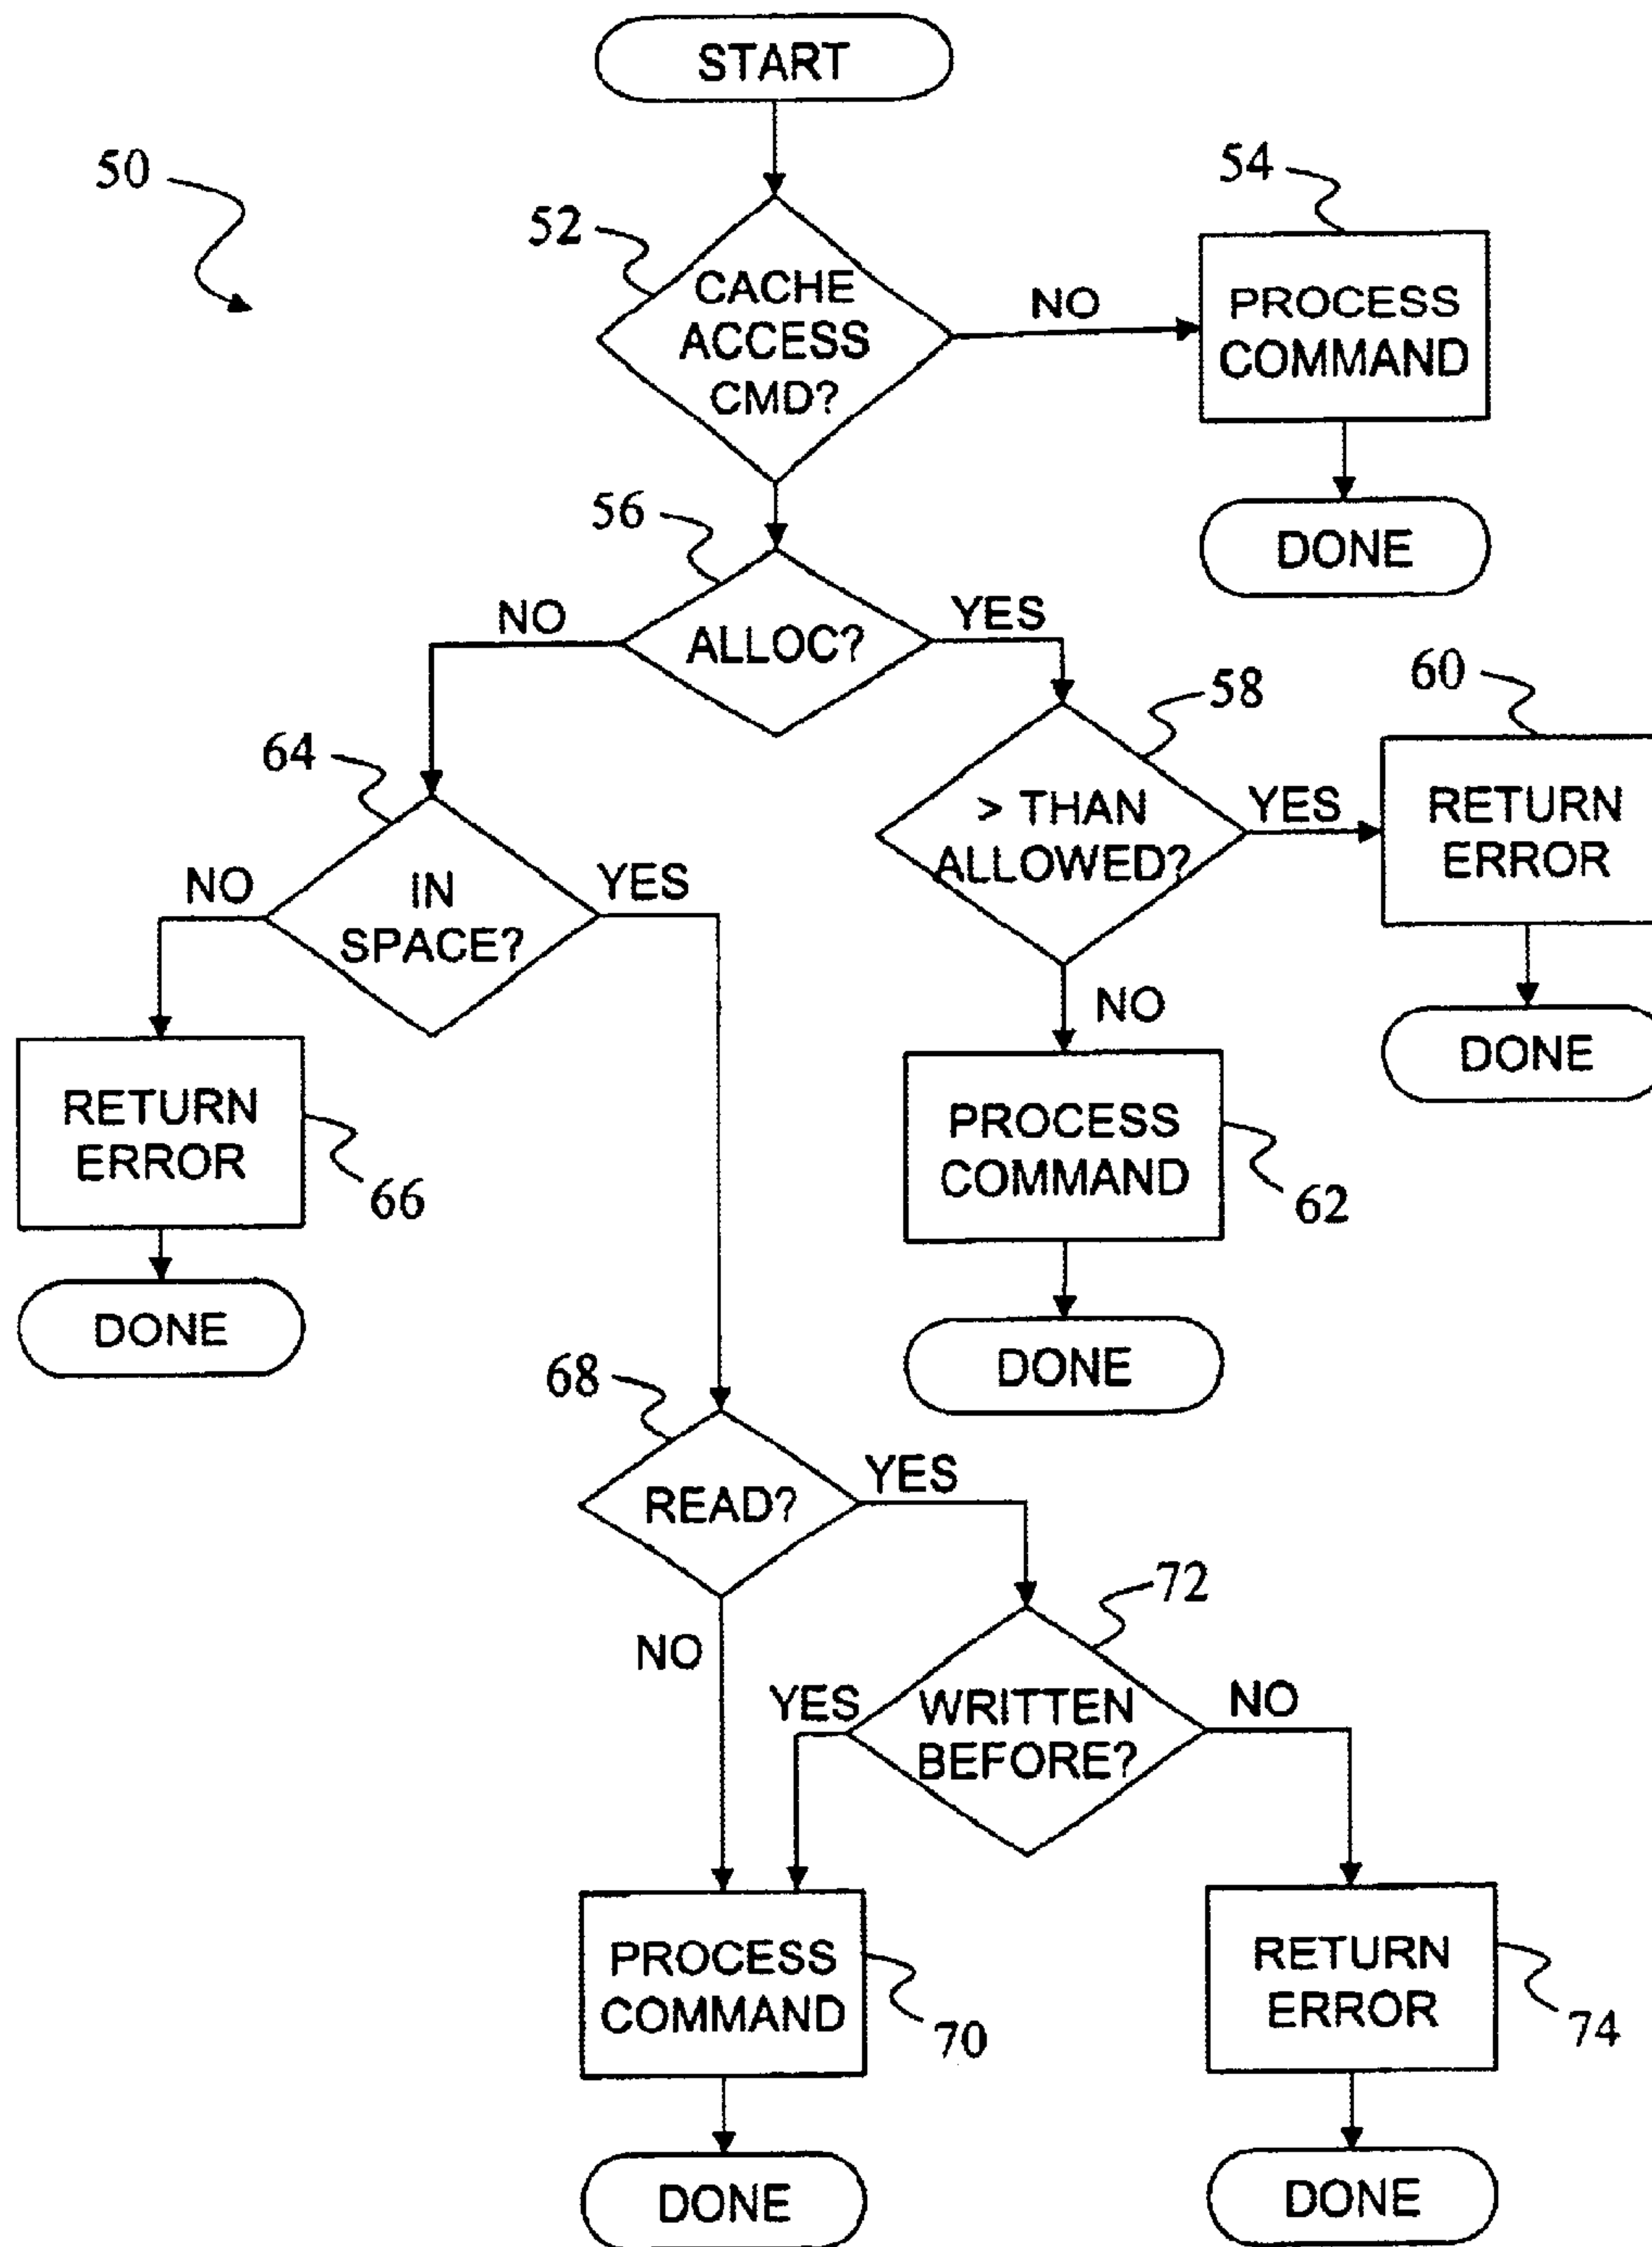 START
50
52
CACHE
ACCESS
CMD?
NO
54
PROCESS
COMMAND
DONE
56
ALLOC?
NO
YES
58
> THAN
ALLOWED?
YES
60
RETURN
ERROR
DONE
NO
PROCESS
COMMAND
62
DONE
64
IN
SPACE?
NO
YES
RETURN
ERROR
66
DONE
68
READ?
YES
NO
72
WRITTEN
BEFORE?
YES
NO
PROCESS
COMMAND
70
DONE
RETURN
ERROR
74
DONE